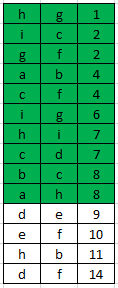 h g 1
i c 2
g f 2
a b 4
c f 4
i g 6
h i 7
c d 7
b c 8
a h 8
d e 9
e f 10
h b 11
d f 14